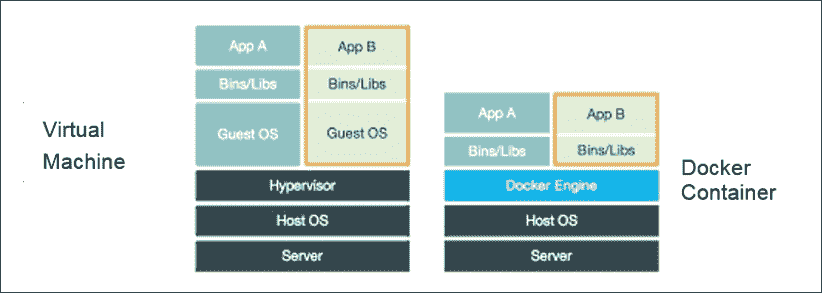 Virtual
Machine
App A
App B
Bins/Libs
Bins/Libs
Guest OS
Guest OS
Hypervisor
Host OS
Server
App A
App B
Bins/Libs
Bins/Libs
Docker Engine
Host OS
Server
Docker
Container